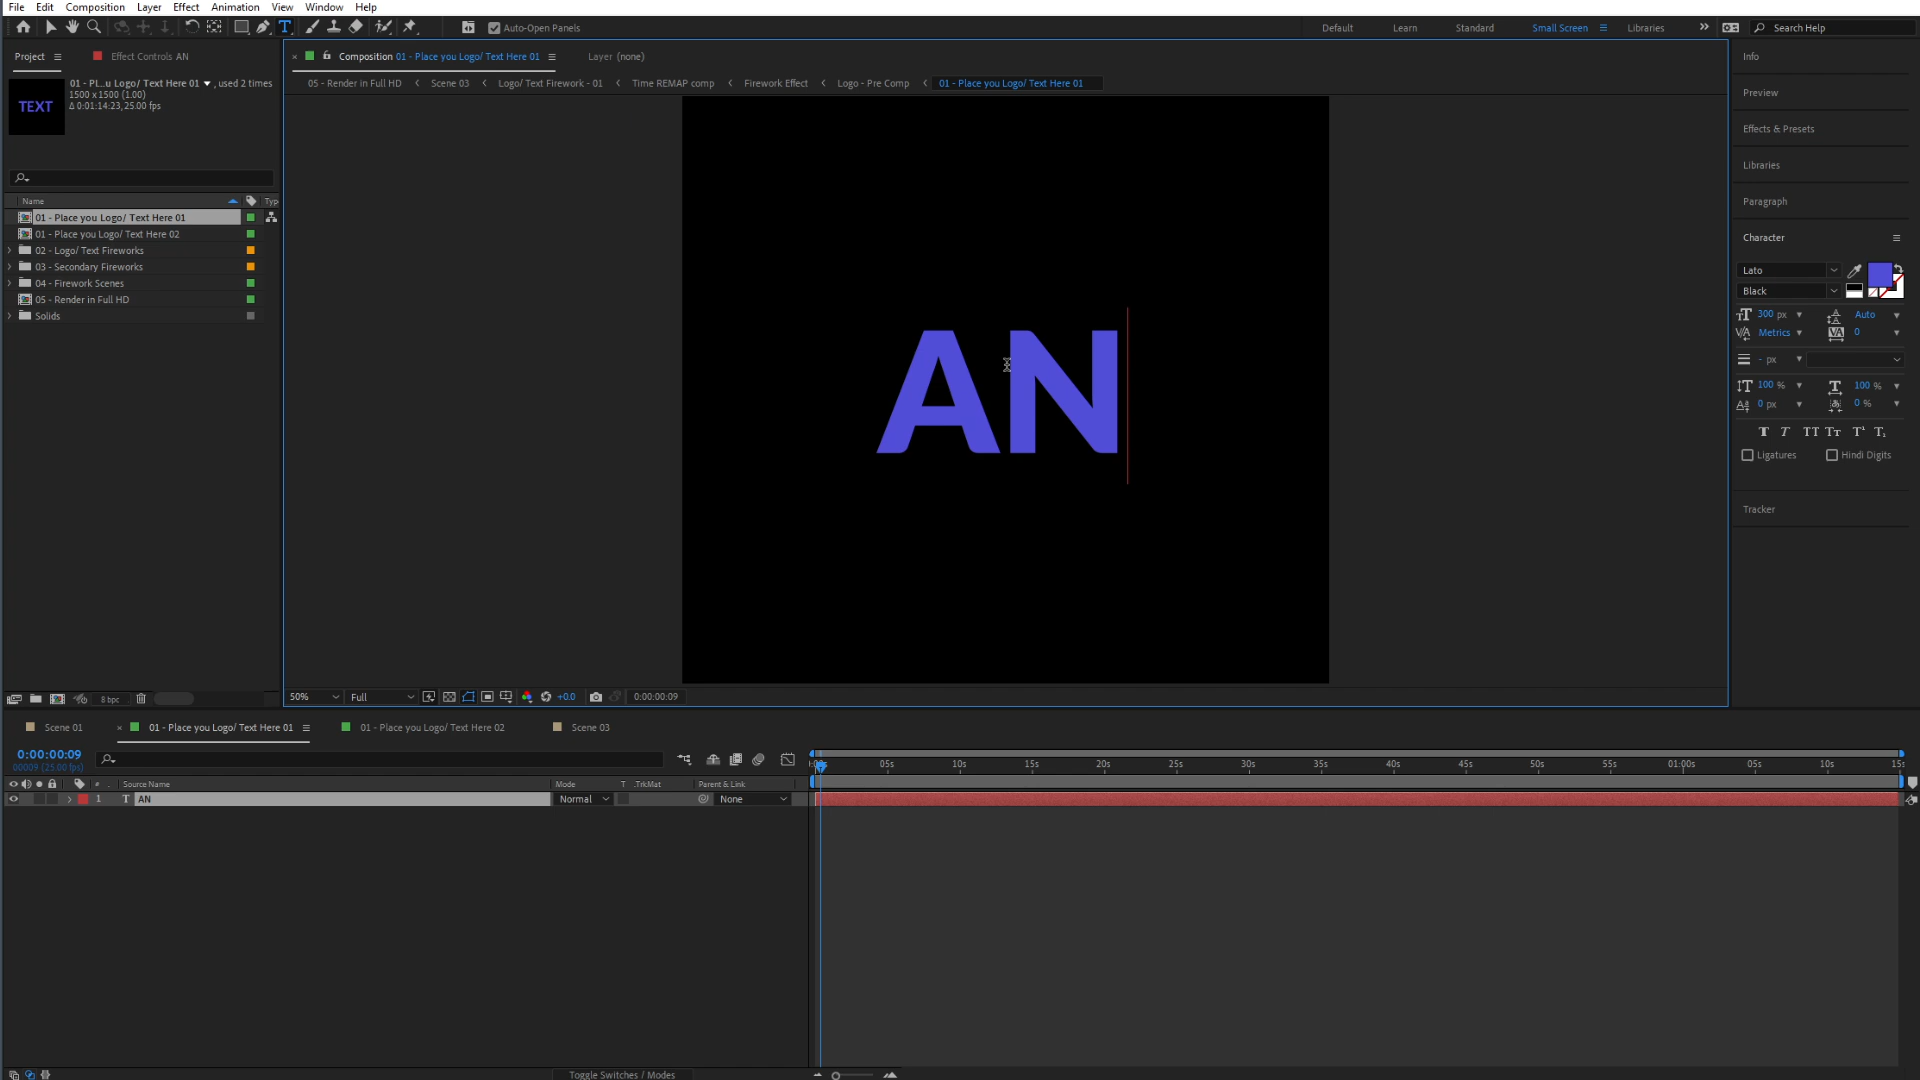 File Edit Composition Layer Effect Animation View Window Help
Auto-Open Panels
Default Learn Standard Small Screen Libraries Search Help
Project Effect Controls AN
Composition 01 - Place you Logo/ Text Here 01 Layer (none)
05 - Render in Full HD Scene 03 Logo/ Text Firework - 01 Time REMAP comp Firework Effect Logo - Pre Comp 01 - Place you Logo/ Text Here 01
TEXT
01 - Pl...u Logo/ Text Here 01 , used 2 times
1500 x1500 (1.00)
Δ 0:01:14:23,25.00 fps
Name Typ
01 - Place you Logo/ Text Here 01
01 - Place you Logo/ Text Here 02
02 - Logo/ Text Fireworks
03 - Secondary Fireworks
04 - Firework Scenes
05 - Render in Full HD
Solids
8 bpc
AN
50% Full +0.0 0:00:00:09
Info
Preview
Effects & Presets
Libraries
Paragraph
Character
Lato
Black
300 px Auto
Metrics 0
- px
100 % 100 %
0 px 0 %
T T TT TT T¹ T₁
Ligatures Hindi Digits
Tracker
Scene 01 01 - Place you Logo/ Text Here 01 01 - Place you Logo/ Text Here 02 Scene 03
0:00:00:09
00009 (25.00 fps)
05s 10s 15s 20s 25s 30s 35s 40s 45s 50s 55s 01:00s 05s 10s 15s
# Source Name Mode T .TrkMat Parent & Link
1 T AN Normal None
Toggle Switches / Modes